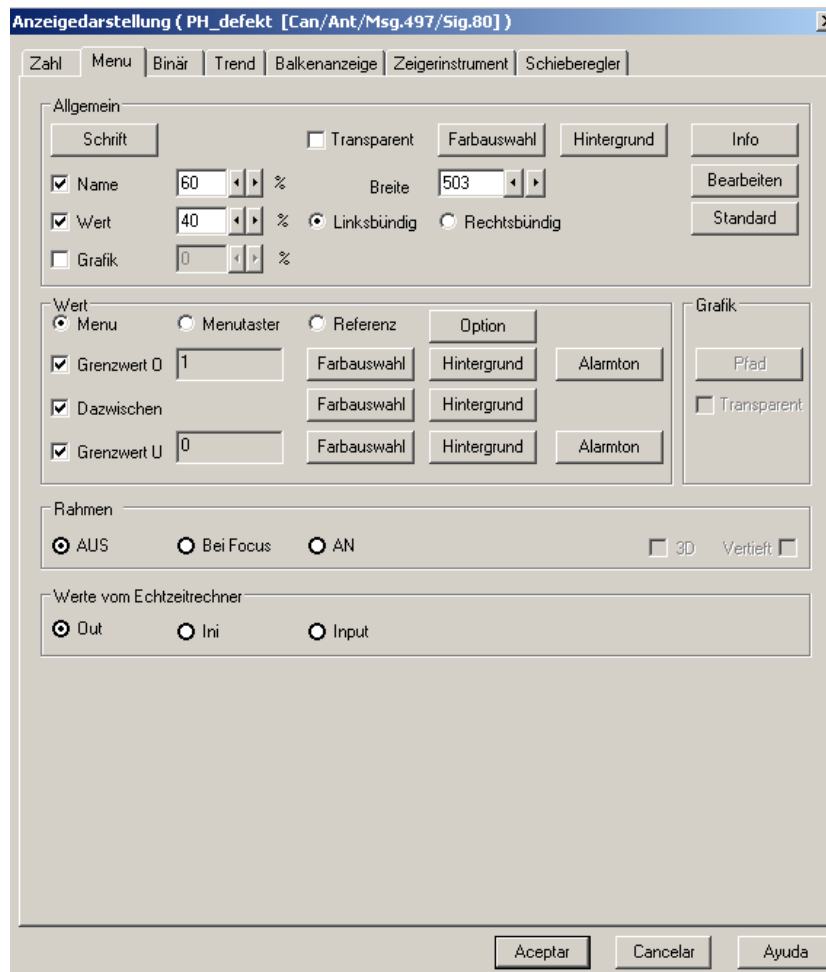 Anzeigedarstellung ( PH_defekt [Can/Ant/Msg.497/Sig.80] )
Zahl Menu Binär Trend Balkenanzeige Zeigerinstrument Schieberegler
Allgemein
Schrift Transparent Farbauswahl Hintergrund Info
Name 60 % Breite 503 Bearbeiten
Wert 40 % Linksbündig Rechtsbündig Standard
Grafik 0 %
Wert Grafik
Menu Menutaster Referenz Option
Grenzwert O 1 Farbauswahl Hintergrund Alarmton Pfad
Dazwischen Farbauswahl Hintergrund Transparent
Grenzwert U 0 Farbauswahl Hintergrund Alarmton
Rahmen
AUS Bei Focus AN 3D Vertieft
Werte vom Echtzeitrechner
Out Ini Input
Aceptar Cancelar Ayuda